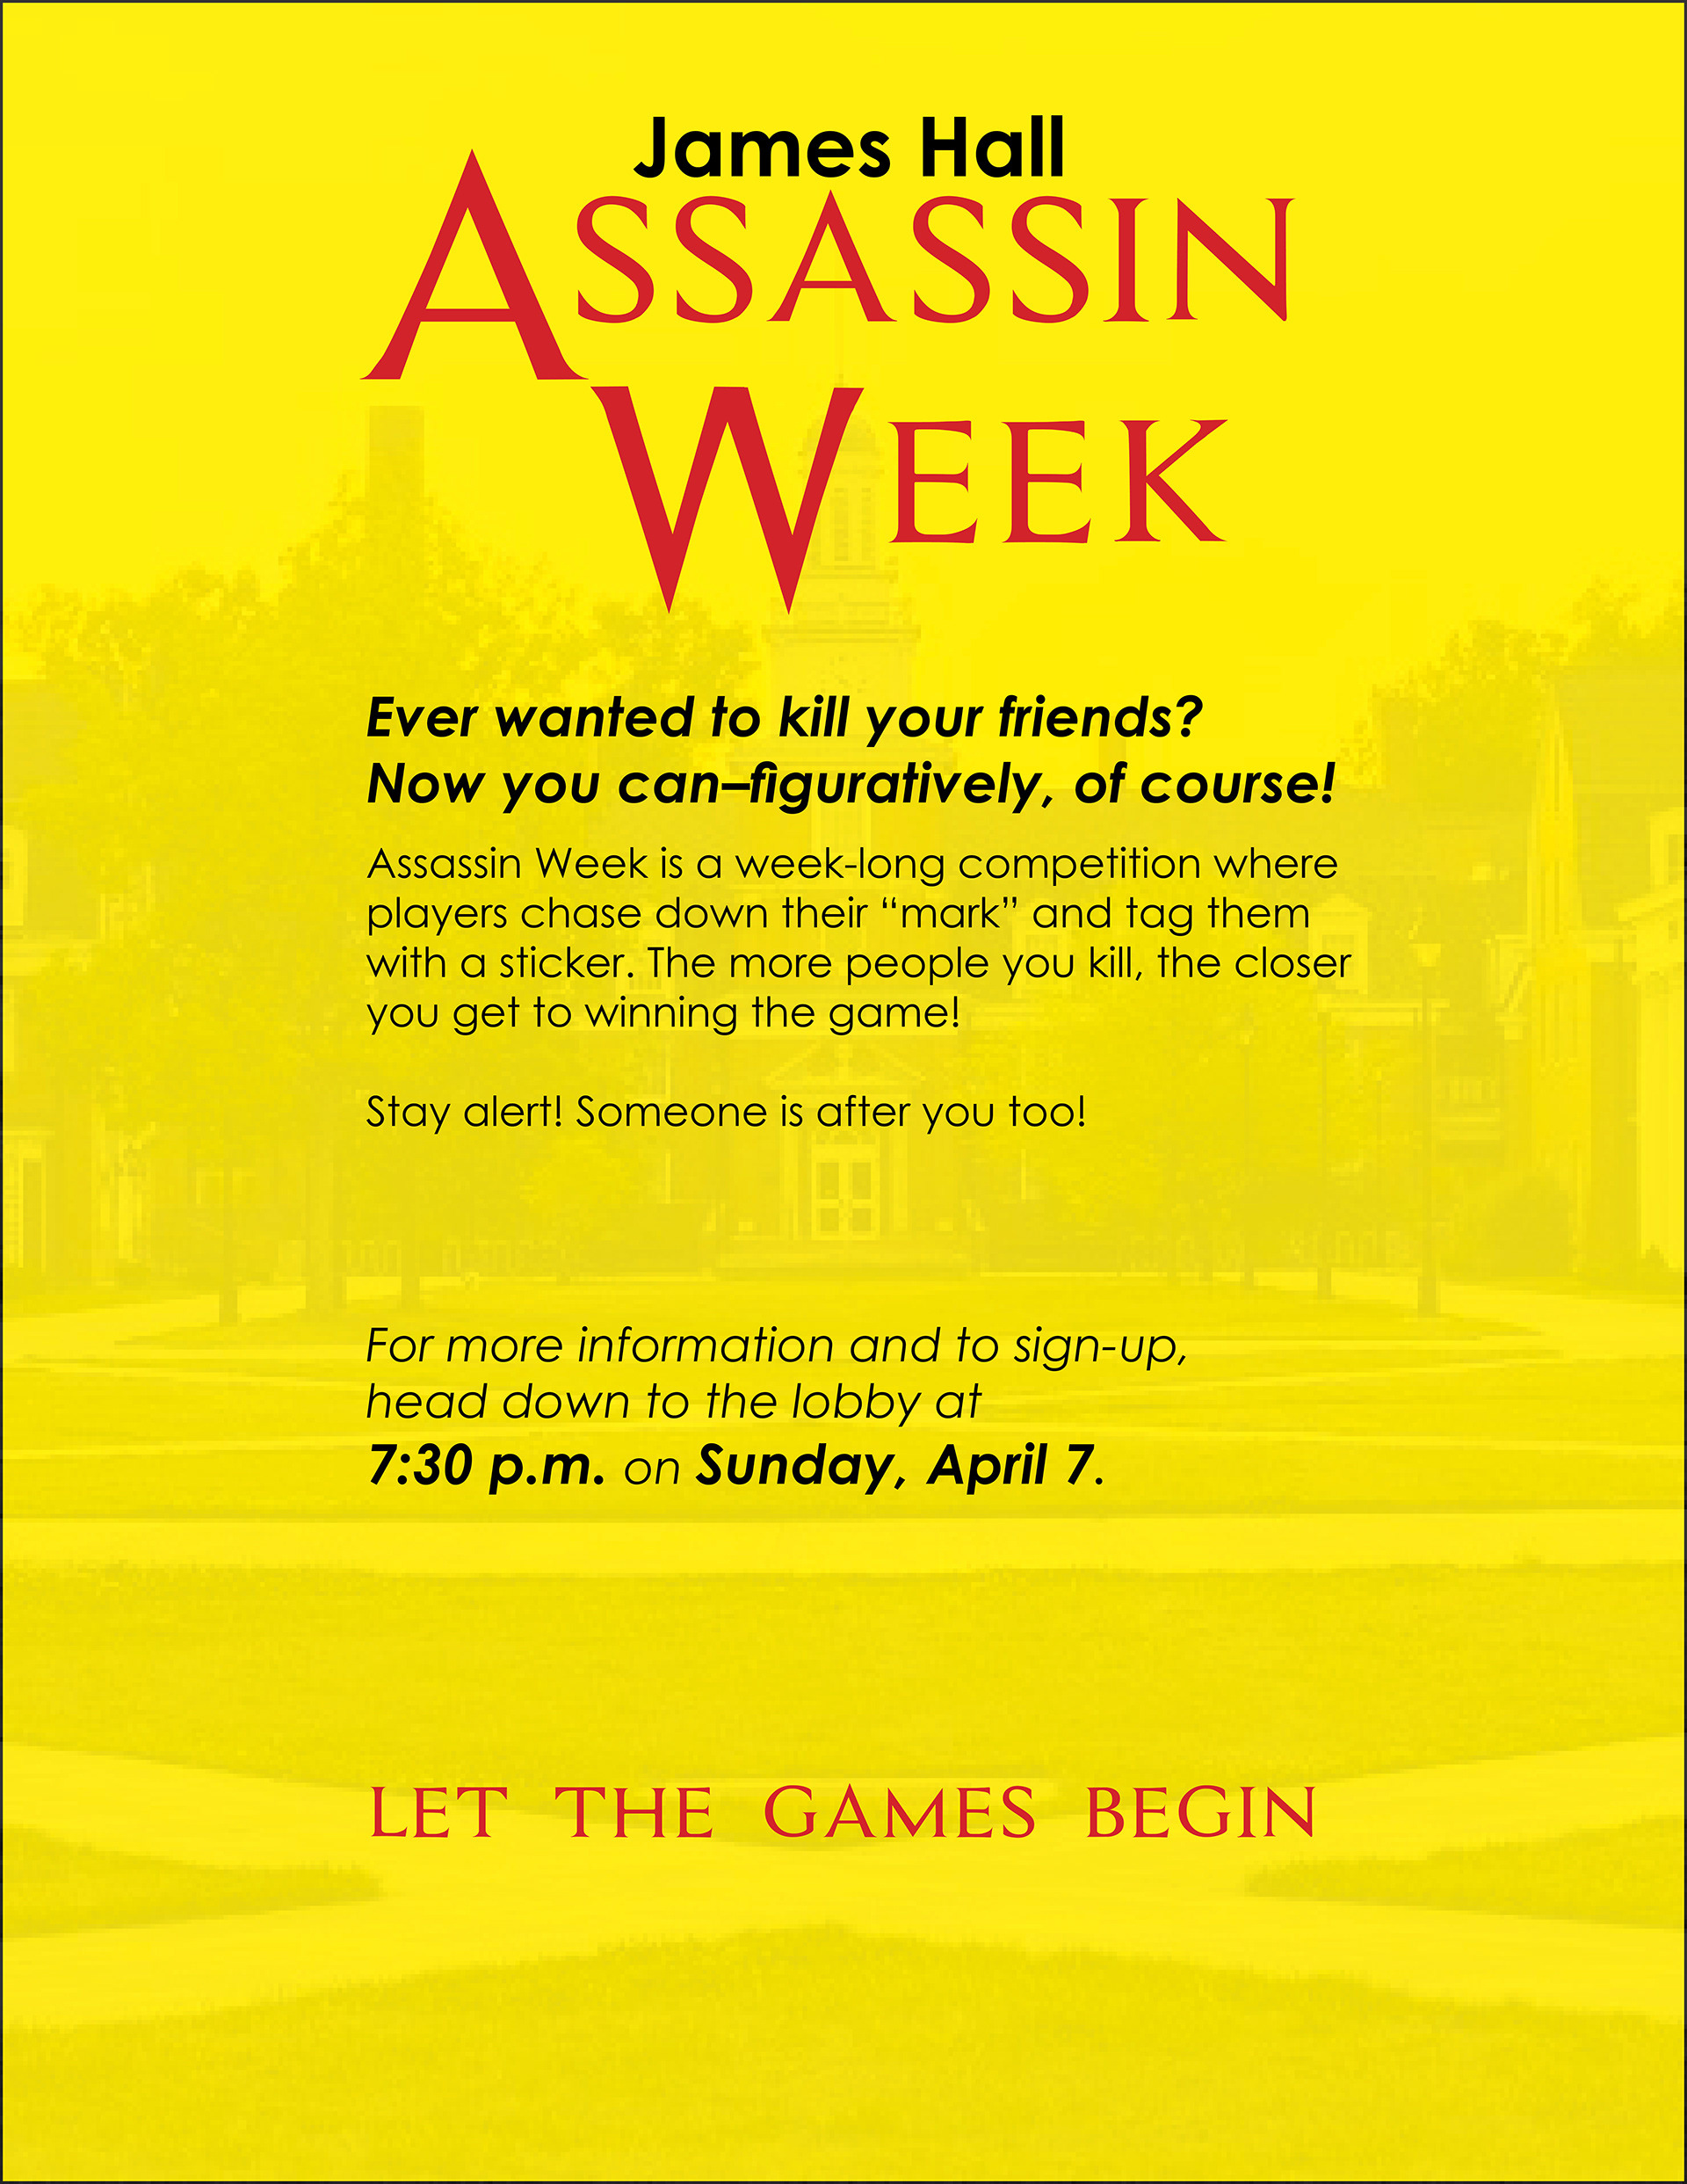 James Hall
ASSASSIN
WEEK
Ever wanted to kill your friends?
Now you can–figuratively, of course!
Assassin Week is a week-long competition where
players chase down their “mark” and tag them
with a sticker. The more people you kill, the closer
you get to winning the game!
Stay alert! Someone is after you too!
For more information and to sign-up,
head down to the lobby at
7:30 p.m. on Sunday, April 7.
LET THE GAMES BEGIN